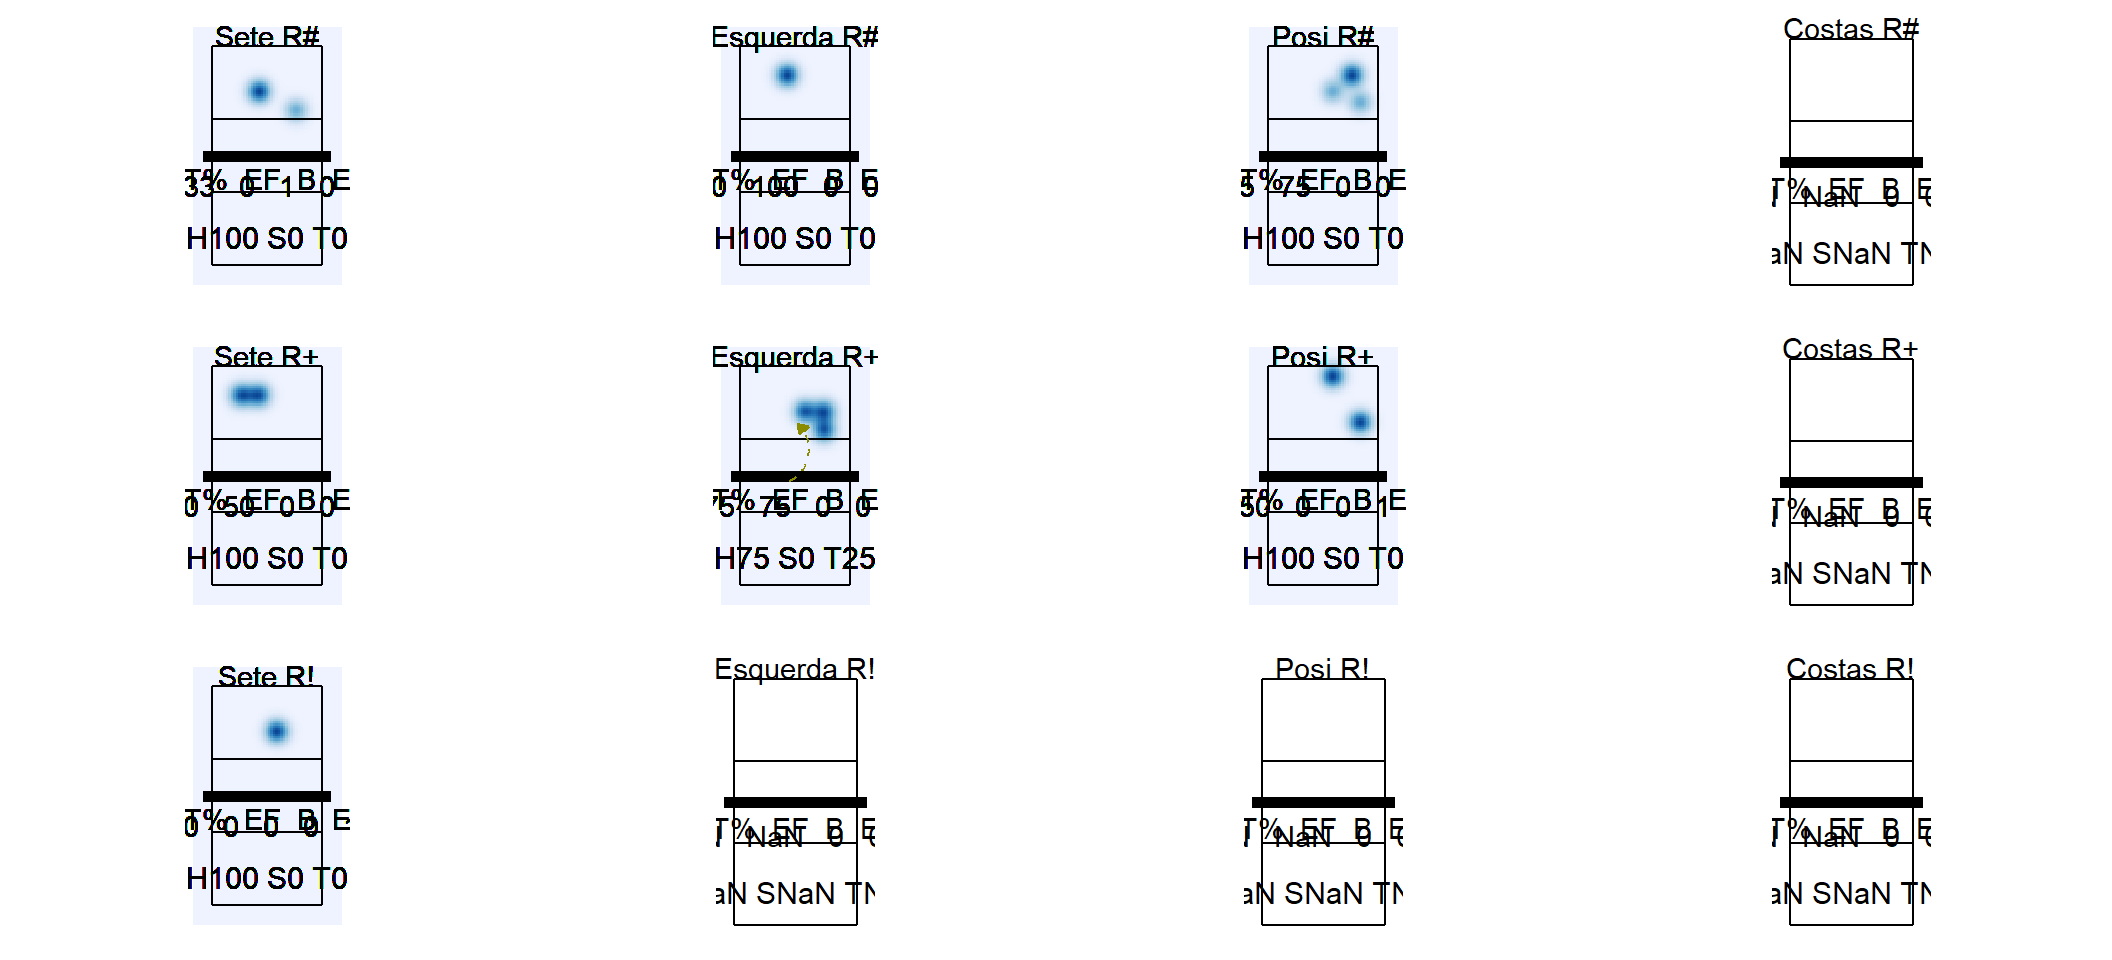 Sete R#
Esquerda R#
Posi R#
Costas R#
T% EF B E
33 0 1 0
T% EF B E
0 100 0 0
T% EF B E
5 75 0 0
T% EF B E
NaN 0
H100 S0 T0
H100 S0 T0
H100 S0 T0
aN SNaN TN
Sete R+
Esquerda R+
Posi R+
Costas R+
T% EF B E
0 50 0 0
T% EF B E
75 75 0 0
T% EF B E
50 0 0 1
T% EF B E
NaN 0
H100 S0 T0
H75 S0 T25
H100 S0 T0
aN SNaN TN
Sete R!
Esquerda R!
Posi R!
Costas R!
T% EF B E
0 0 0 0
T% EF B E
NaN 0
T% EF B E
NaN 0
T% EF B E
NaN 0
H100 S0 T0
aN SNaN TN
aN SNaN TN
aN SNaN TN